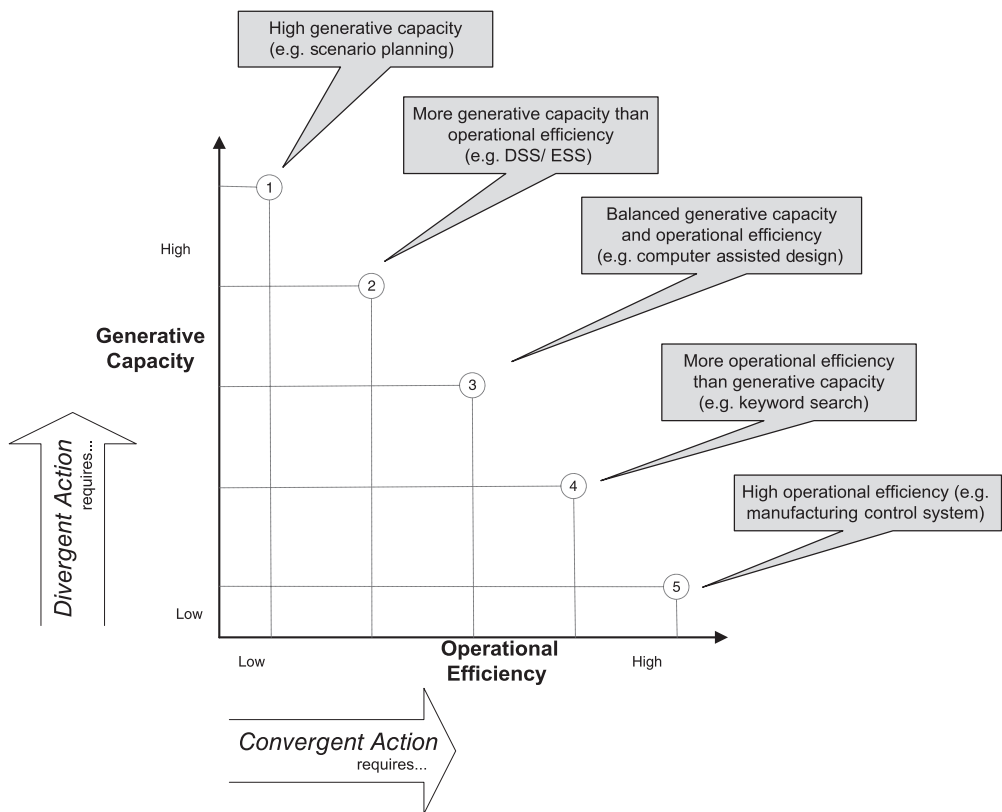 High generative capacity
(e.g. scenario planning)
More generative capacity than
operational efficiency
(e.g. DSS/ ESS)
1
Balanced generative capacity
and operational efficiency
(e.g. computer assisted design)
High
2
Generative
Capacity
More operational efficiency
than generative capacity
(e.g. keyword search)
3
Divergent Action
requires...
4
High operational efficiency (e.g.
manufacturing control system)
5
Low
Low
Operational
Efficiency
High
Convergent Action
requires...